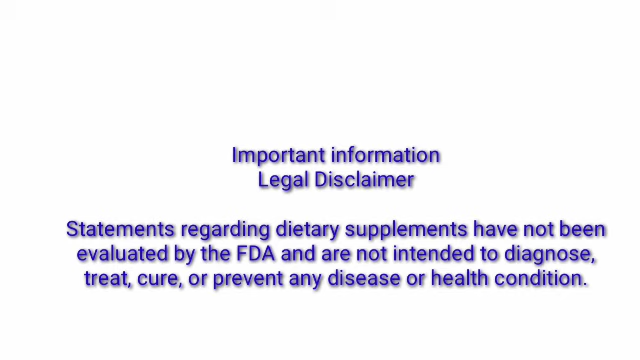 Important information
Legal Disclaimer
Statements regarding dietary supplements have not been
evaluated by the FDA and are not intended to diagnose,
treat, cure, or prevent any disease or health condition.